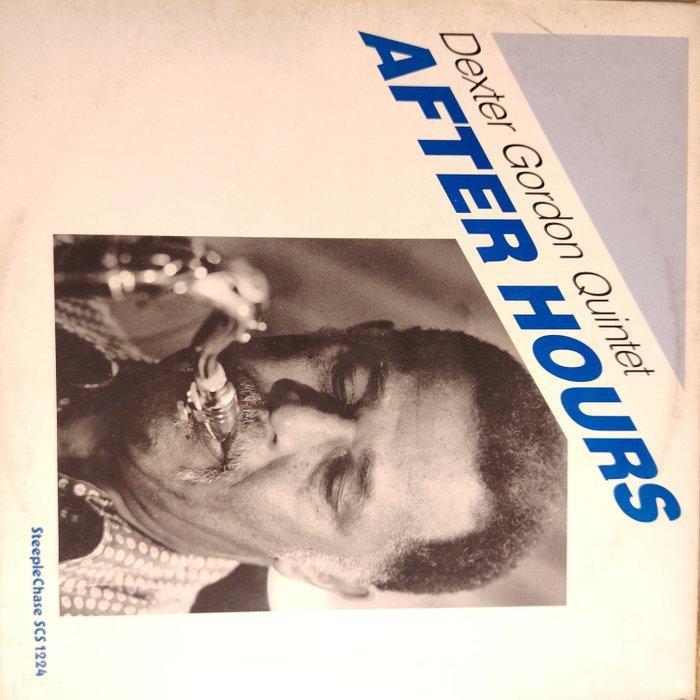 Dexter Gordon Quintet
AFTER HOURS
SteepleChase SCS 1224